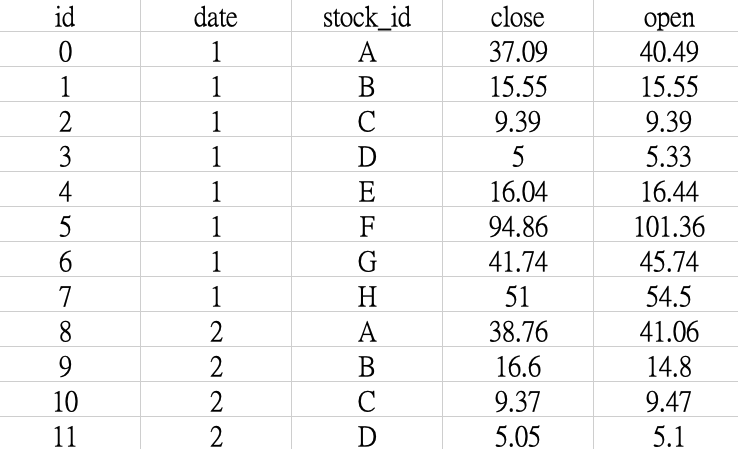 id date stock_id close open
0 1 A 37.09 40.49
1 1 B 15.55 15.55
2 1 C 9.39 9.39
3 1 D 5 5.33
4 1 E 16.04 16.44
5 1 F 94.86 101.36
6 1 G 41.74 45.74
7 1 H 51 54.5
8 2 A 38.76 41.06
9 2 B 16.6 14.8
10 2 C 9.37 9.47
11 2 D 5.05 5.1